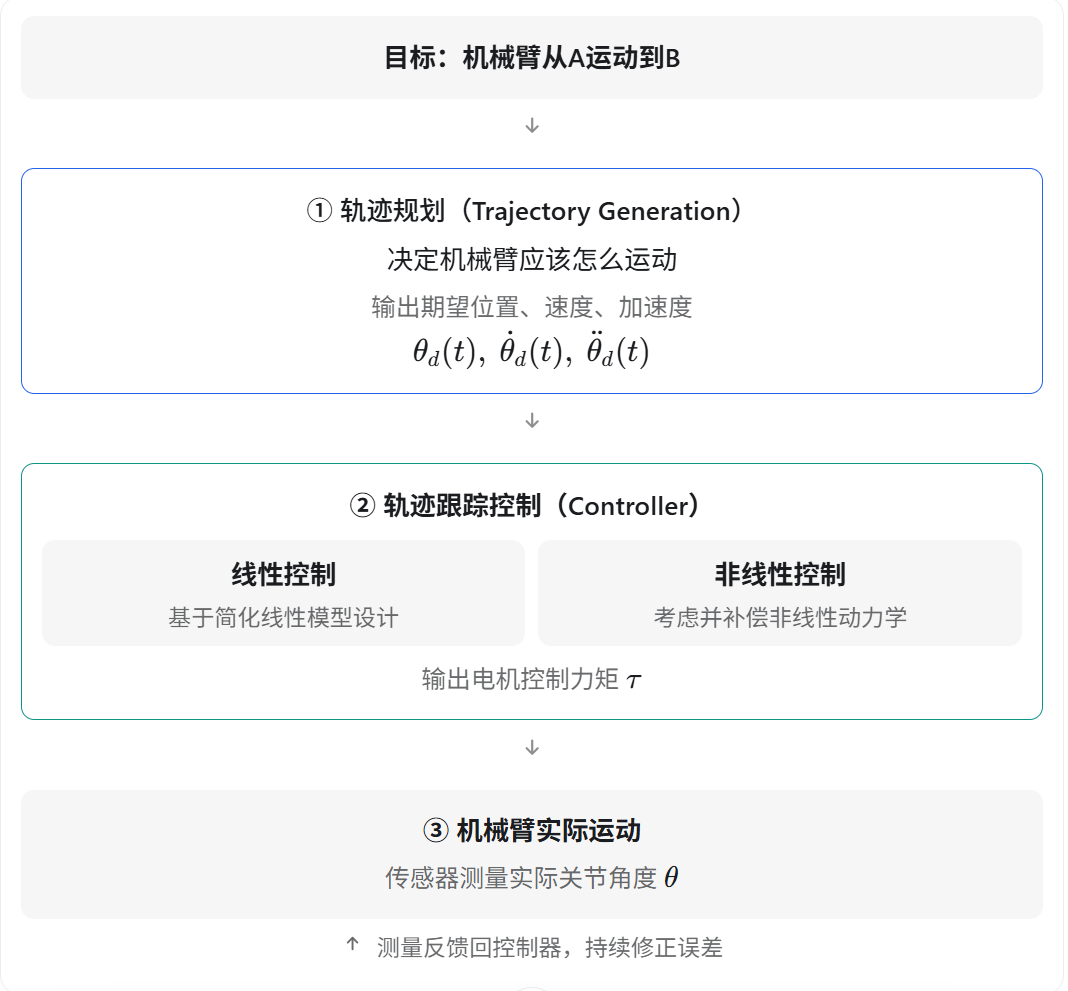 目标：机械臂从A运动到B
↓
① 轨迹规划（Trajectory Generation）
决定机械臂应该怎么运动
输出期望位置、速度、加速度
θ_d(t), θ̇_d(t), θ̈_d(t)
↓
② 轨迹跟踪控制（Controller）
线性控制
基于简化线性模型设计
非线性控制
考虑并补偿非线性动力学
输出电机控制力矩 τ
↓
③ 机械臂实际运动
传感器测量实际关节角度 θ
↑ 测量反馈回控制器，持续修正误差